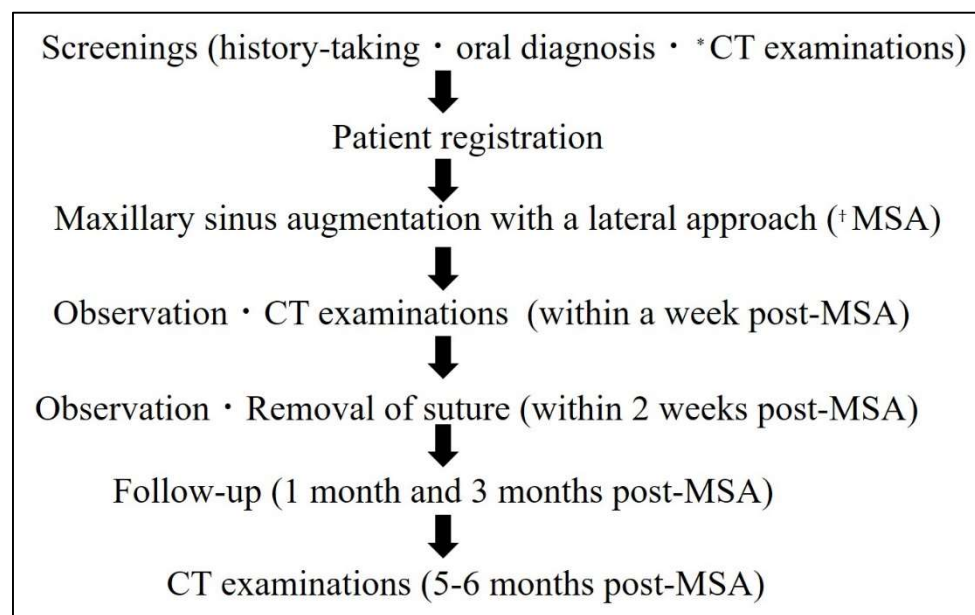 Screenings (history-taking・oral diagnosis・*CT examinations)
Patient registration
Maxillary sinus augmentation with a lateral approach (†MSA)
Observation・CT examinations (within a week post-MSA)
Observation・Removal of suture (within 2 weeks post-MSA)
Follow-up (1 month and 3 months post-MSA)
CT examinations (5-6 months post-MSA)